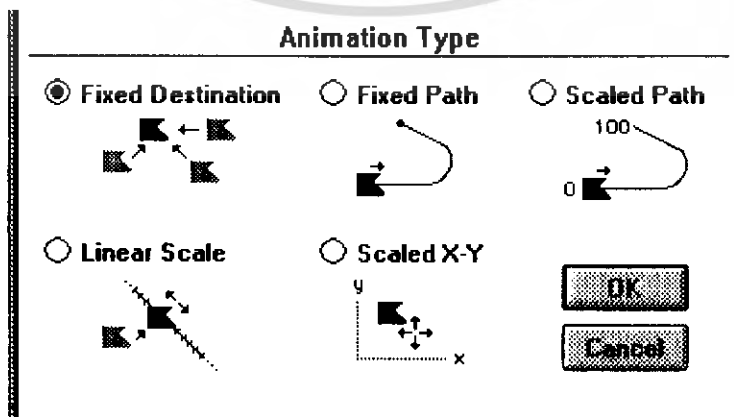 Animation Type
Fixed Destination
Fixed Path
Scaled Path
100
0
Linear Scale
Scaled X-Y
y
x
OK
Cancel